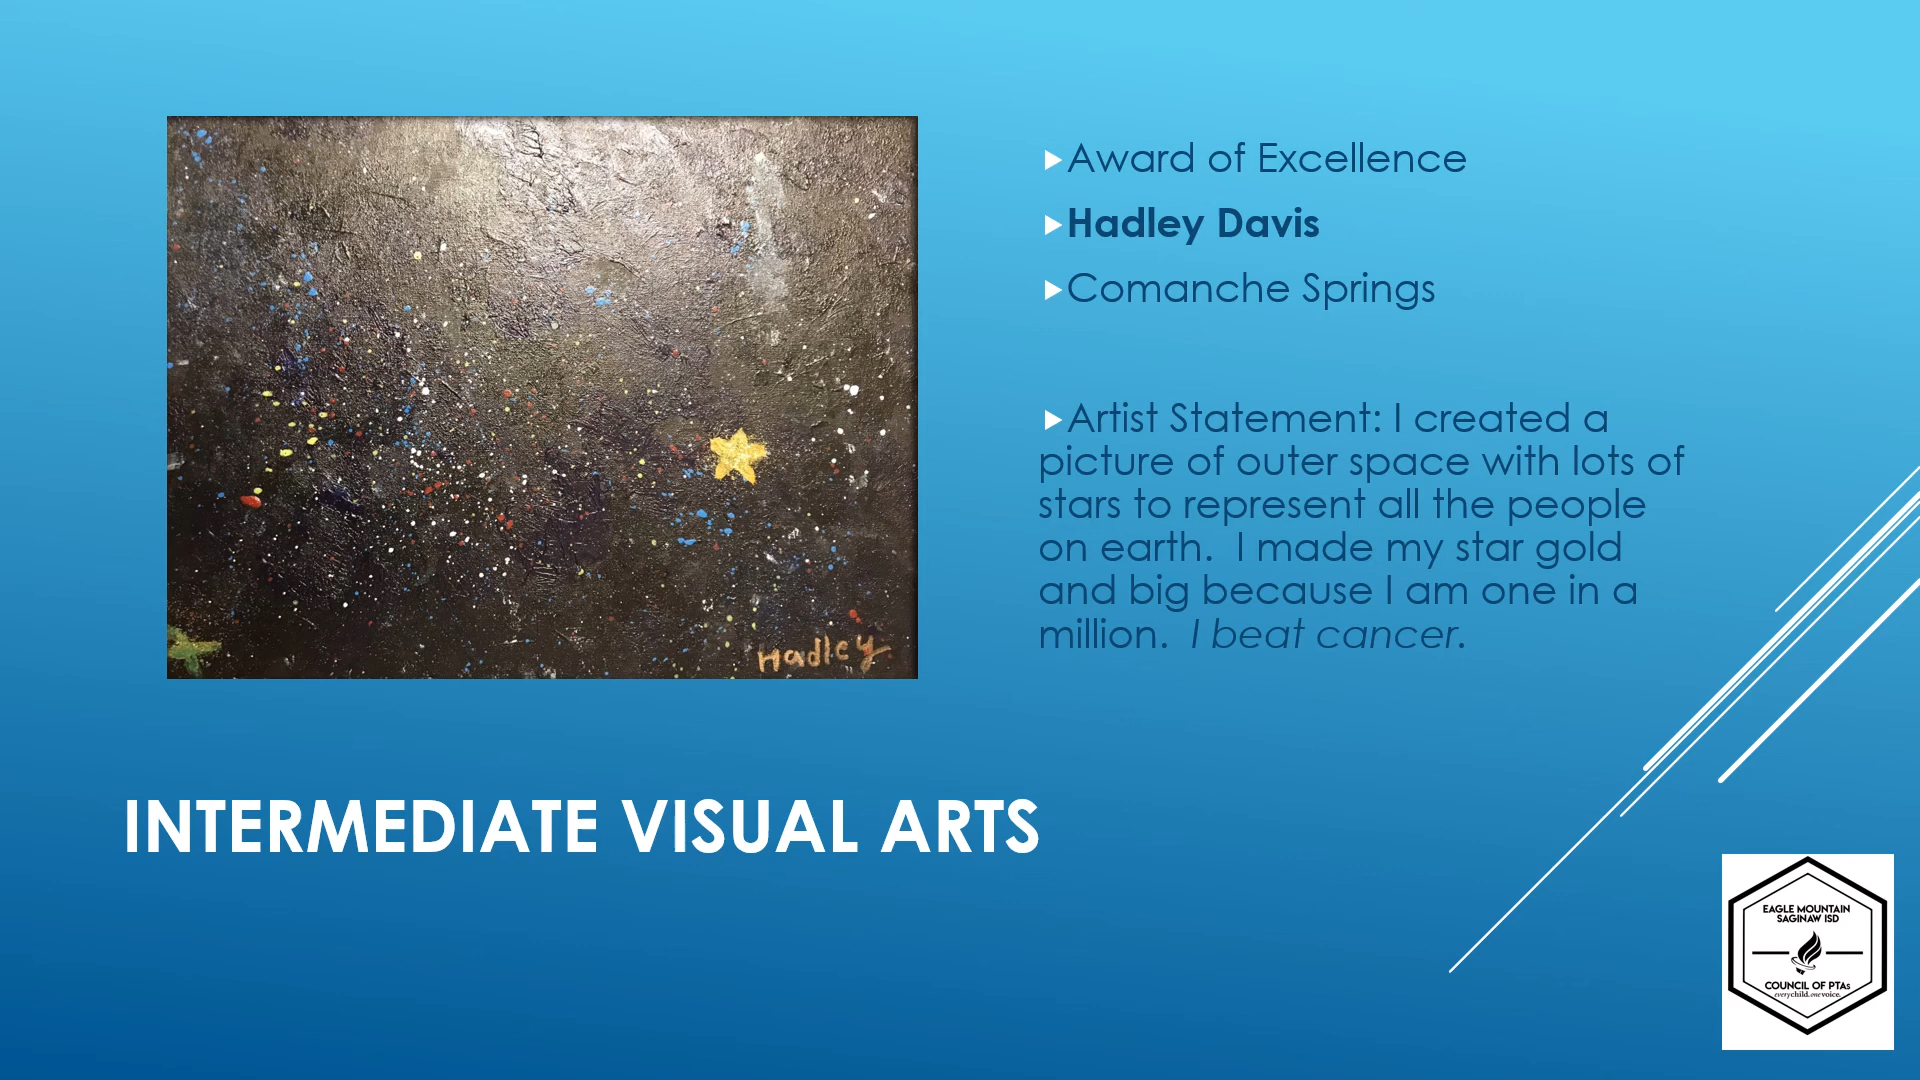 Award of Excellence
Hadley Davis
Comanche Springs
Artist Statement: I created a
picture of outer space with lots of
stars to represent all the people
on earth.  I made my star gold
and big because I am one in a
million.  I beat cancer.
Hadley
INTERMEDIATE VISUAL ARTS
EAGLE MOUNTAIN
SAGINAW ISD
COUNCIL OF PTAs
everychild.onevoice.